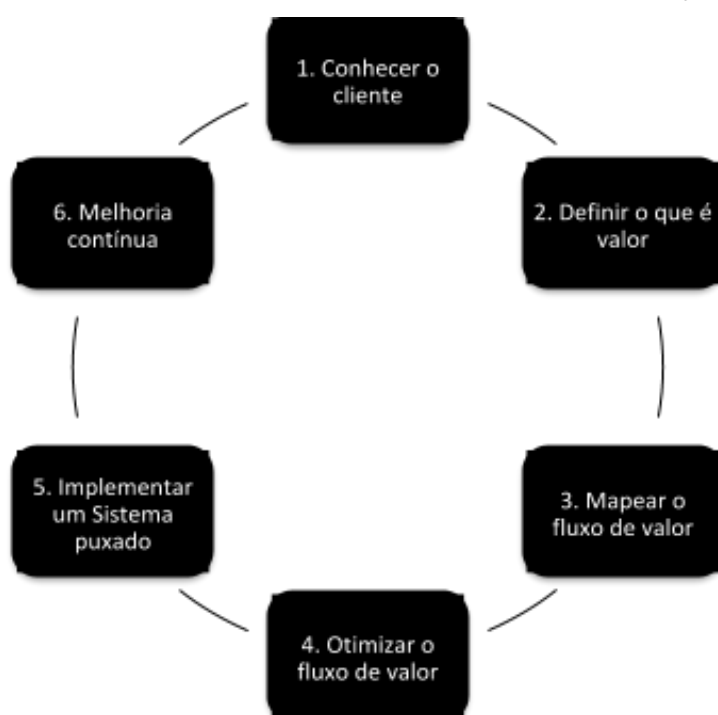 1. Conhecer o
cliente
2. Definir o que é
valor
3. Mapear o
fluxo de valor
4. Otimizar o
fluxo de valor
5. Implementar
um Sistema
puxado
6. Melhoria
contínua